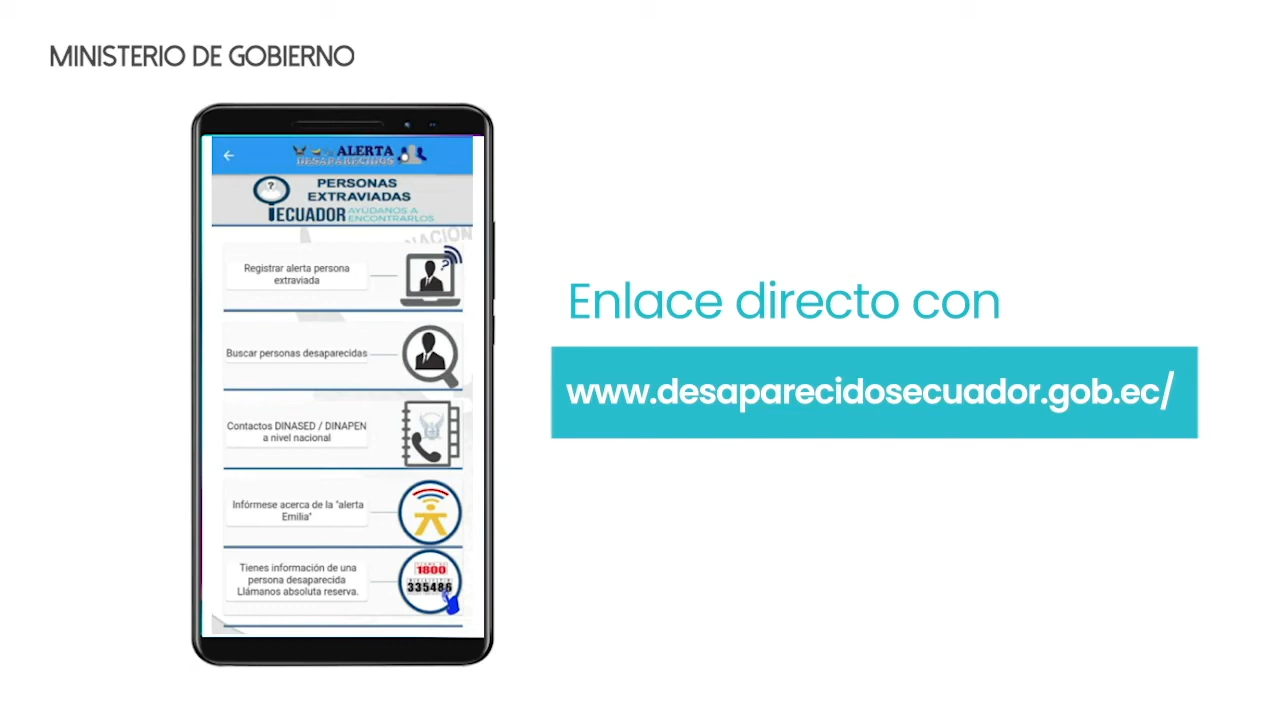 MINISTERIO DE GOBIERNO
ALERTA
DESAPARECIDOS
PERSONAS
EXTRAVIADAS
ECUADOR AYÚDANOS A
ENCONTRARLOS
NACION
Registrar alerta persona
extraviada
Buscar personas desaparecidas
Contactos DINASED / DINAPEN
a nivel nacional
Infórmese acerca de la "alerta
Emilia"
Tienes información de una
persona desaparecida
Llámanos absoluta reserva.
1800
335486
Enlace directo con
www.desaparecidosecuador.gob.ec/